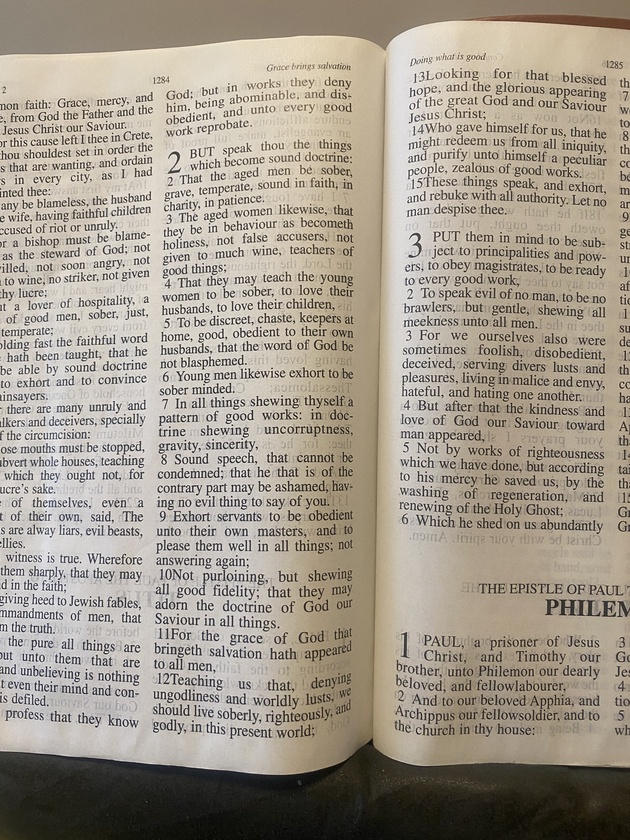 2
1284
Grace brings salvation
mon faith: Grace, mercy, and
e, from God the Father and the
Jesus Christ our Saviour.
or this cause left I thee in Crete,
thou shouldest set in order the
s that are wanting, and ordain
rs in every city, as I had
inted thee:
any be blameless, the husband
e wife, having faithful children
accused of riot or unruly.
or a bishop must be blame-
as the steward of God; not
villed, not soon angry, not
n to wine, no striker, not given
thy lucre;
ut a lover of hospitality, a
of good men, sober, just,
temperate;
olding fast the faithful word
hath been taught, that he
be able by sound doctrine
to exhort and to convince
ainsayers.
r there are many unruly and
alkers and deceivers, specially
f the circumcision:
ose mouths must be stopped,
ubvert whole houses, teaching
which they ought not, for
ucre's sake.
e of themselves, even a
t of their own, said, The
s are alway liars, evil beasts,
ellies.
witness is true. Wherefore
them sharply, that they may
nd in the faith;
giving heed to Jewish fables,
mmandments of men, that
m the truth.
the pure all things are
but unto them that are
and unbelieving is nothing
t even their mind and con-
is defiled.
profess that they know
God; but in works they deny
him, being abominable, and dis-
obedient, and unto every good
work reprobate.
2 BUT speak thou the things
which become sound doctrine:
2 That the aged men be sober,
grave, temperate, sound in faith, in
charity, in patience.
3 The aged women likewise, that
they be in behaviour as becometh
holiness, not false accusers, not
given to much wine, teachers of
good things;
4 That they may teach the young
women to be sober, to love their
husbands, to love their children,
5 To be discreet, chaste, keepers at
home, good, obedient to their own
husbands, that the word of God be
not blasphemed.
6 Young men likewise exhort to be
sober minded.
7 In all things shewing thyself a
pattern of good works: in doc-
trine shewing uncorruptness,
gravity, sincerity,
8 Sound speech, that cannot be
condemned; that he that is of the
contrary part may be ashamed, hav-
ing no evil thing to say of you.
9 Exhort servants to be obedient
unto their own masters, and to
please them well in all things; not
answering again;
10Not purloining, but shewing
all good fidelity; that they may
adorn the doctrine of God our
Saviour in all things.
11For the grace of God that
bringeth salvation hath appeared
to all men,
12Teaching us that, denying
ungodliness and worldly lusts, we
should live soberly, righteously, and
godly, in this present world;
Doing what is good
1285
13Looking for that blessed
hope, and the glorious appearing
of the great God and our Saviour
Jesus Christ;
14Who gave himself for us, that he
might redeem us from all iniquity,
and purify unto himself a peculiar
people, zealous of good works.
15These things speak, and exhort,
and rebuke with all authority. Let no
man despise thee.
3 PUT them in mind to be sub-
ject to principalities and pow-
ers, to obey magistrates, to be ready
to every good work,
2 To speak evil of no man, to be no
brawlers, but gentle, shewing all
meekness unto all men.
3 For we ourselves also were
sometimes foolish, disobedient,
deceived, serving divers lusts and
pleasures, living in malice and envy,
hateful, and hating one another.
4 But after that the kindness and
love of God our Saviour toward
man appeared,
5 Not by works of righteousness
which we have done, but according
to his mercy he saved us, by the
washing of regeneration, and
renewing of the Holy Ghost;
6 Which he shed on us abundantly
THE EPISTLE OF PAUL
PHILEM
1 PAUL, a prisoner of Jesus
Christ, and Timothy our
brother, unto Philemon our dearly
beloved, and fellowlabourer,
2 And to our beloved Apphia, and
Archippus our fellowsoldier, and to
the church in thy house: